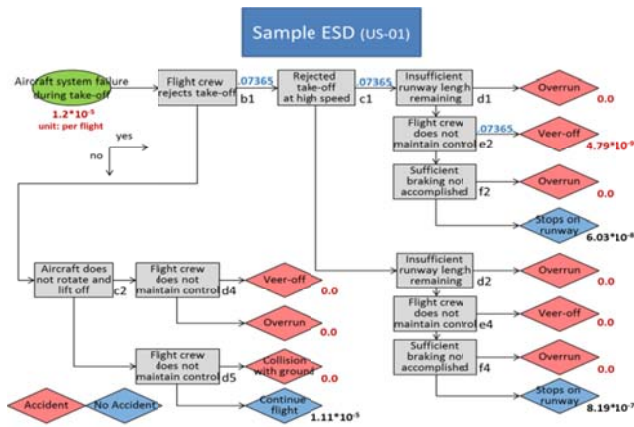 Sample ESD (US-01)
Aircraft system failure
during take-off
1.2*10-5
unit: per flight
yes
no
Flight crew
rejects take-off
b1
.07365
Rejected
take-off
at high speed
c1
.07365
Insufficient
runway length
remaining
d1
Overrun
0.0
Flight crew
does not
maintain control
e2
.07365
Veer-off
4.79*10-9
Sufficient
braking not
accomplished
f2
Overrun
0.0
Stops on
runway
6.03*10-8
Insufficient
runway length
remaining
d2
Overrun
0.0
Flight crew
does not
maintain control
e4
Veer-off
0.0
Sufficient
braking not
accomplished
f4
Overrun
0.0
Stops on
runway
8.19*10-7
Aircraft does
not rotate and
lift off
c2
Flight crew
does not
maintain control
d4
Veer-off
0.0
Overrun
0.0
Flight crew
does not
maintain control
d5
Collision
with ground
0.0
Continue
flight
1.11*10-5
Accident
No Accident